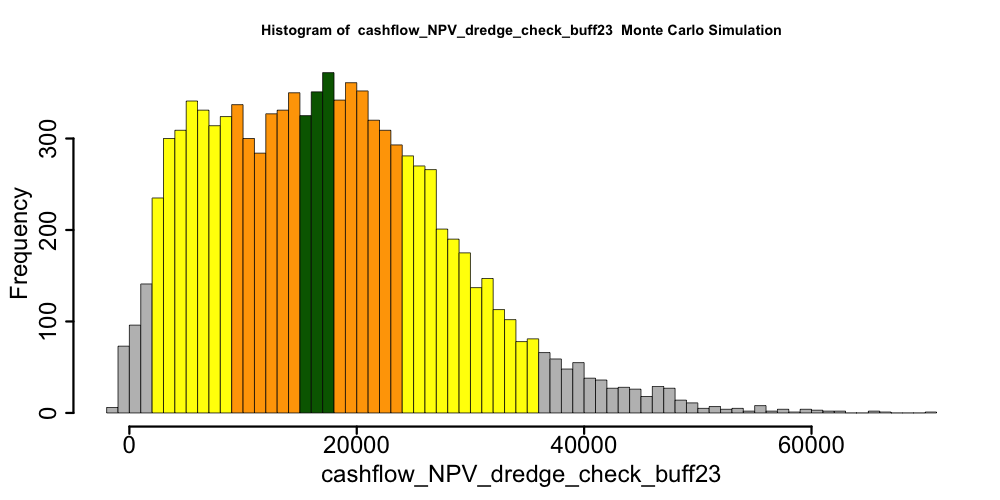 Histogram of  cashflow_NPV_dredge_check_buff23  Monte Carlo Simulation
Frequency
300
200
100
0
0 20000 40000 60000
cashflow_NPV_dredge_check_buff23